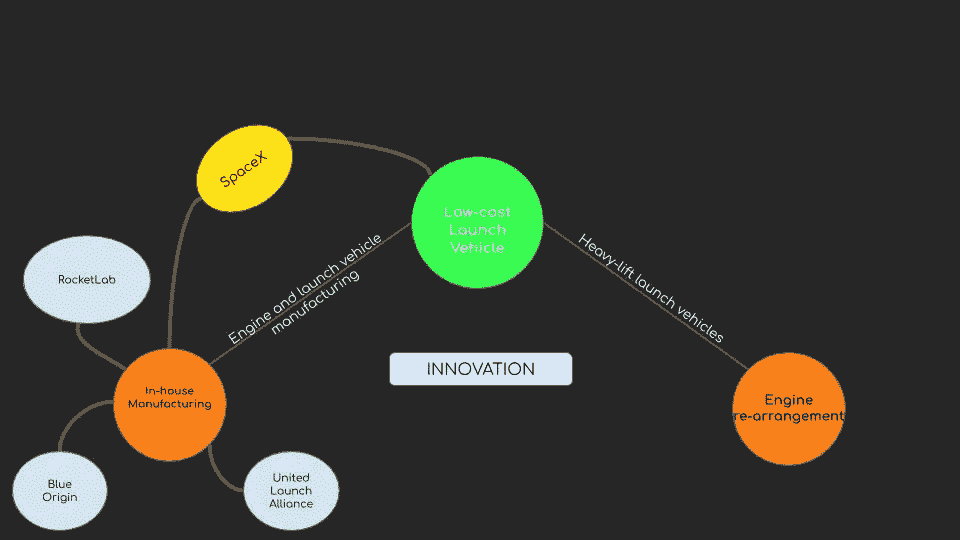 SpaceX
Low-cost
Launch
Vehicle
RocketLab
Engine and launch vehicle
manufacturing
Heavy-lift launch vehicles
INNOVATION
In-house
Manufacturing
Engine
re-arrangement
Blue
Origin
United
Launch
Alliance